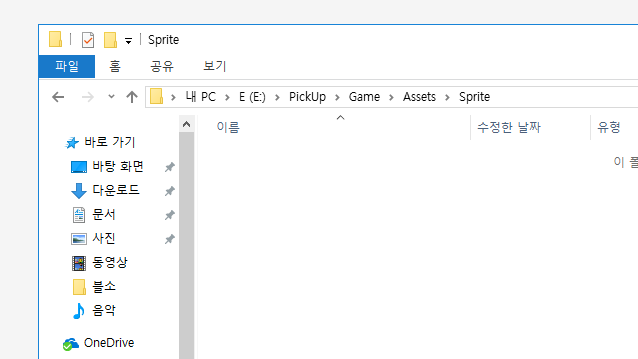 Sprite
파일 홈 공유 보기
내 PC E (E:) PickUp Game Assets Sprite
이름 수정한 날짜 유형
바로 가기
이 폴
바탕 화면
다운로드
문서
사진
동영상
불소
음악
OneDrive